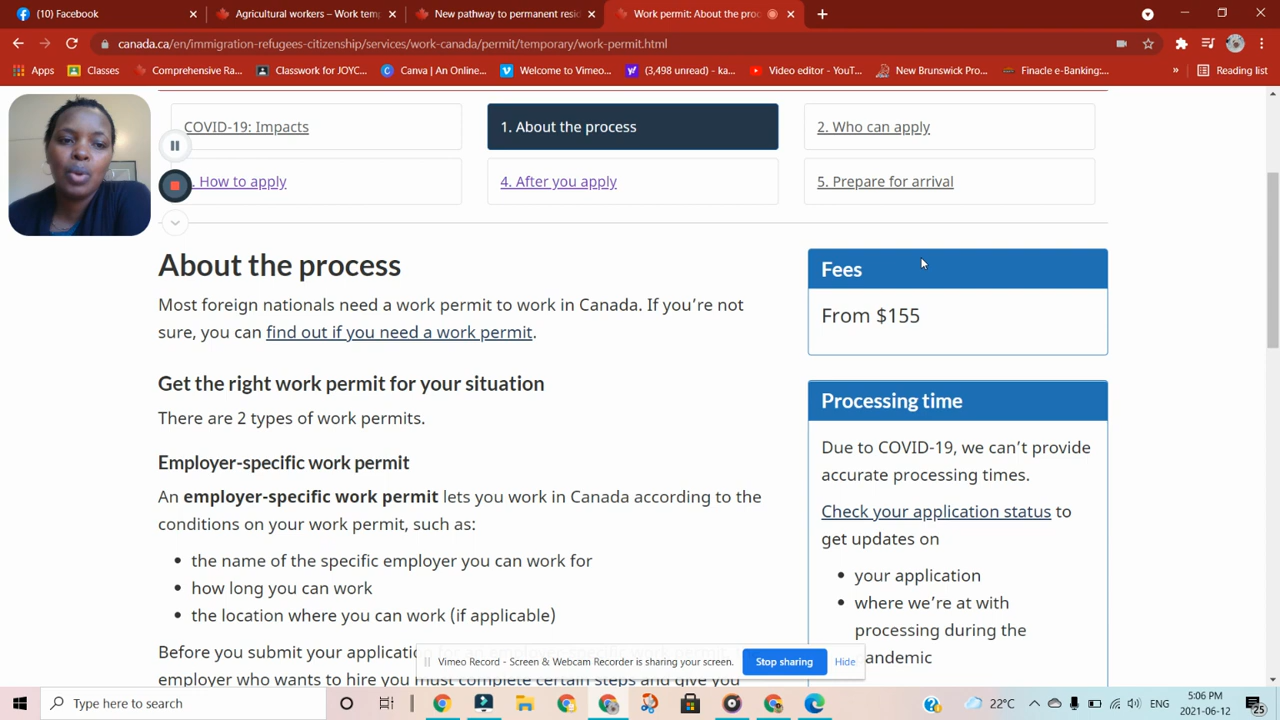 (10) Facebook
Agricultural workers – Work tem
New pathway to permanent resi
Work permit: About the pro
canada.ca/en/immigration-refugees-citizenship/services/work-canada/permit/temporary/work-permit.html
Apps
Classes
Comprehensive Ra...
Classwork for JOYC...
Canva | An Online...
Welcome to Vimeo...
(3,498 unread) - ka...
Video editor - YouT...
New Brunswick Pro...
Finacle e-Banking:...
»
Reading list
COVID-19: Impacts
1. About the process
2. Who can apply
. How to apply
4. After you apply
5. Prepare for arrival
About the process
Most foreign nationals need a work permit to work in Canada. If you’re not
sure, you can find out if you need a work permit.
Get the right work permit for your situation
There are 2 types of work permits.
Employer-specific work permit
An employer-specific work permit lets you work in Canada according to the
conditions on your work permit, such as:
• the name of the specific employer you can work for
• how long you can work
• the location where you can work (if applicable)
Before you submit your application for an employer-specific work permit,
employer who wants to hire you must complete certain steps and give you
Fees
From $155
Processing time
Due to COVID-19, we can’t provide
accurate processing times.
Check your application status to
get updates on
• your application
• where we’re at with
processing during the
andemic
Vimeo Record - Screen & Webcam Recorder is sharing your screen.
Stop sharing
Hide
Type here to search
22°C
ENG
5:06 PM
2021-06-12
25